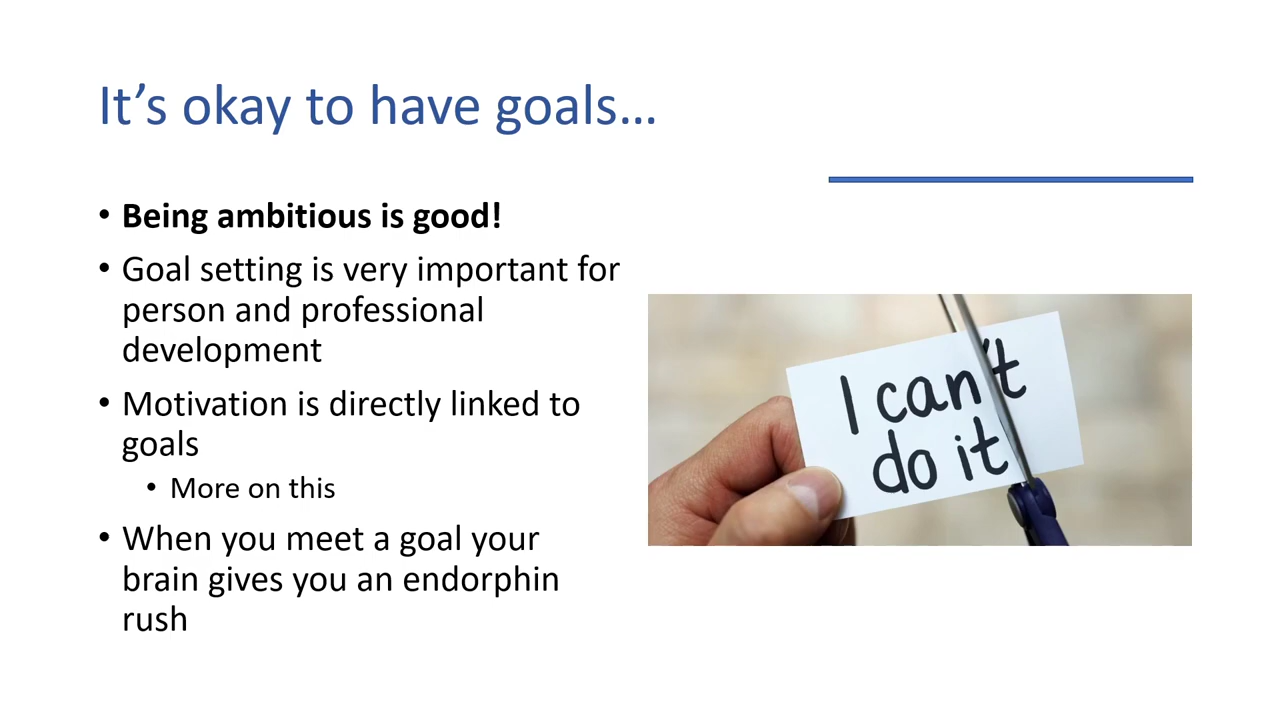 It’s okay to have goals…
• Being ambitious is good!
• Goal setting is very important for
person and professional
development
• Motivation is directly linked to
goals
• More on this
• When you meet a goal your
brain gives you an endorphin
rush
I can't
do it